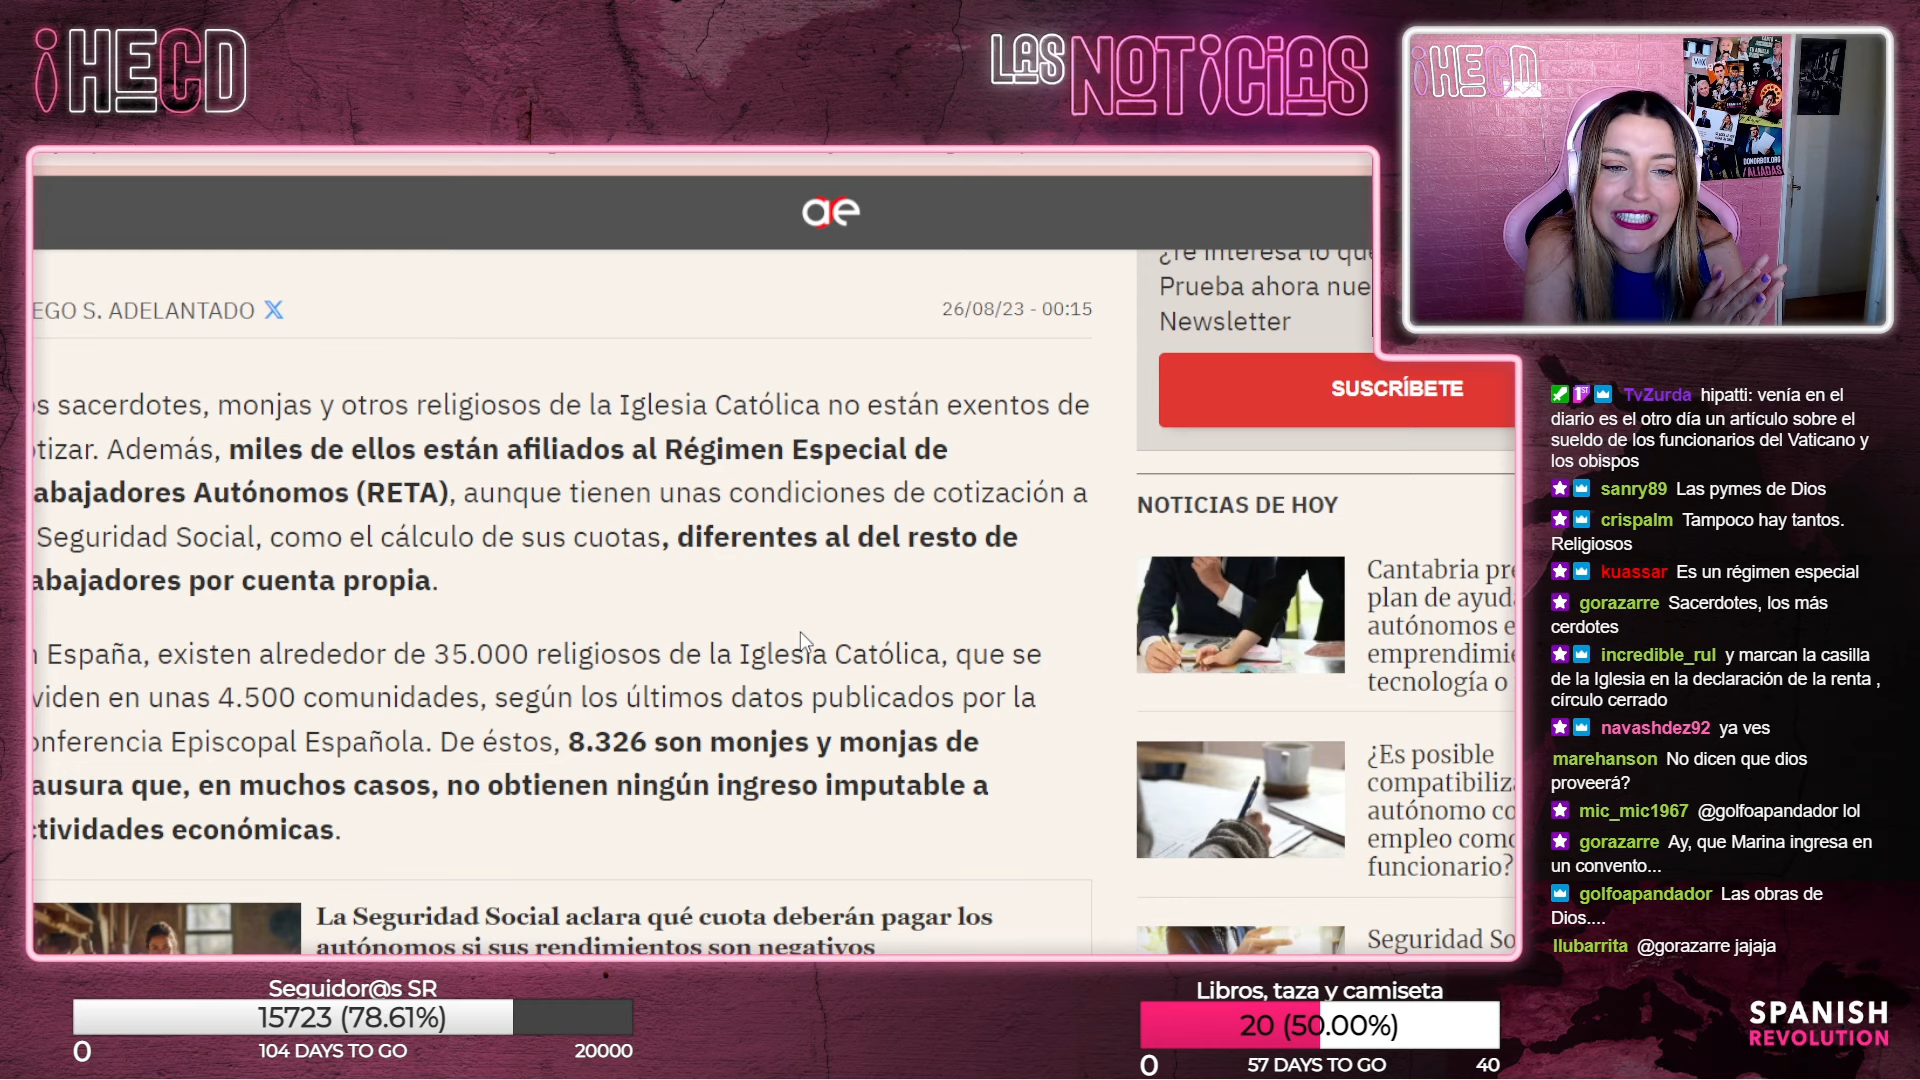 ¡HECD
LAS NOTICIAS
¡HECD
ae
EGO S. ADELANTADO X
26/08/23 - 00:15
s sacerdotes, monjas y otros religiosos de la Iglesia Católica no están exentos de
tizar. Además, miles de ellos están afiliados al Régimen Especial de
abajadores Autónomos (RETA), aunque tienen unas condiciones de cotización a
Seguridad Social, como el cálculo de sus cuotas, diferentes al del resto de
abajadores por cuenta propia.
n España, existen alrededor de 35.000 religiosos de la Iglesia Católica, que se
viden en unas 4.500 comunidades, según los últimos datos publicados por la
onferencia Episcopal Española. De éstos, 8.326 son monjes y monjas de
ausura que, en muchos casos, no obtienen ningún ingreso imputable a
ctividades económicas.
La Seguridad Social aclara qué cuota deberán pagar los
autónomos si sus rendimientos son negativos
¿Te interesa lo que
Prueba ahora nue
Newsletter
SUSCRÍBETE
NOTICIAS DE HOY
Cantabria pre
plan de ayuda
autónomos e
emprendimie
tecnología o
¿Es posible
compatibiliza
autónomo co
empleo como
funcionario?
Seguridad So
VOX
DONORBOX.ORG
/ALIADAS
1ST TvZurda hipatti: venía en el
diario es el otro día un artículo sobre el
sueldo de los funcionarios del Vaticano y
los obispos
sanry89 Las pymes de Dios
crispalm Tampoco hay tantos.
Religiosos
kuassar Es un régimen especial
gorazarre Sacerdotes, los más
cerdotes
incredible_rul y marcan la casilla
de la Iglesia en la declaración de la renta ,
círculo cerrado
navashdez92 ya ves
marehanson No dicen que dios
proveerá?
mic_mic1967 @golfoapandador lol
gorazarre Ay, que Marina ingresa en
un convento...
golfoapandador Las obras de
Dios....
llubarrita @gorazarre jajaja
Seguidor@s SR
15723 (78.61%)
0 104 DAYS TO GO 20000
Libros, taza y camiseta
20 (50.00%)
0 57 DAYS TO GO 40
SPANISH
REVOLUTION